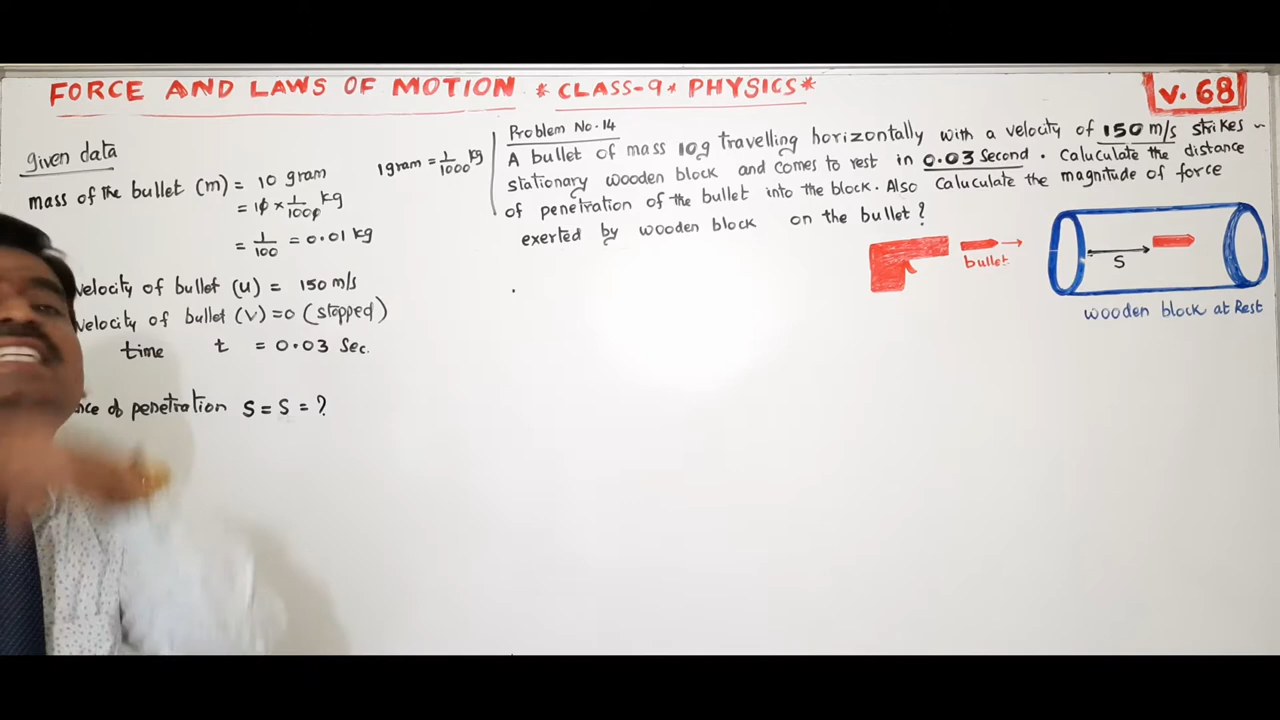 FORCE AND LAWS OF MOTION * CLASS-9 * PHYSICS *
V. 68
given data
mass of the bullet (m) = 10 gram
1gram = 1/1000 kg
= 10 × 1/1000 kg
= 1/100 = 0.01 kg
velocity of bullet (u) = 150 m/s
velocity of bullet (v) = 0 (stopped)
time t = 0.03 Sec.
of penetration S = S = ?
Problem No. 14
A bullet of mass 10g travelling horizontally with a velocity of 150 m/s strikes
stationary wooden block and comes to rest in 0.03 Second. Caluculate the distance
of penetration of the bullet into the block. Also Caluculate the magnitude of force
exerted by wooden block on the bullet?
bullet
S
wooden block at Rest